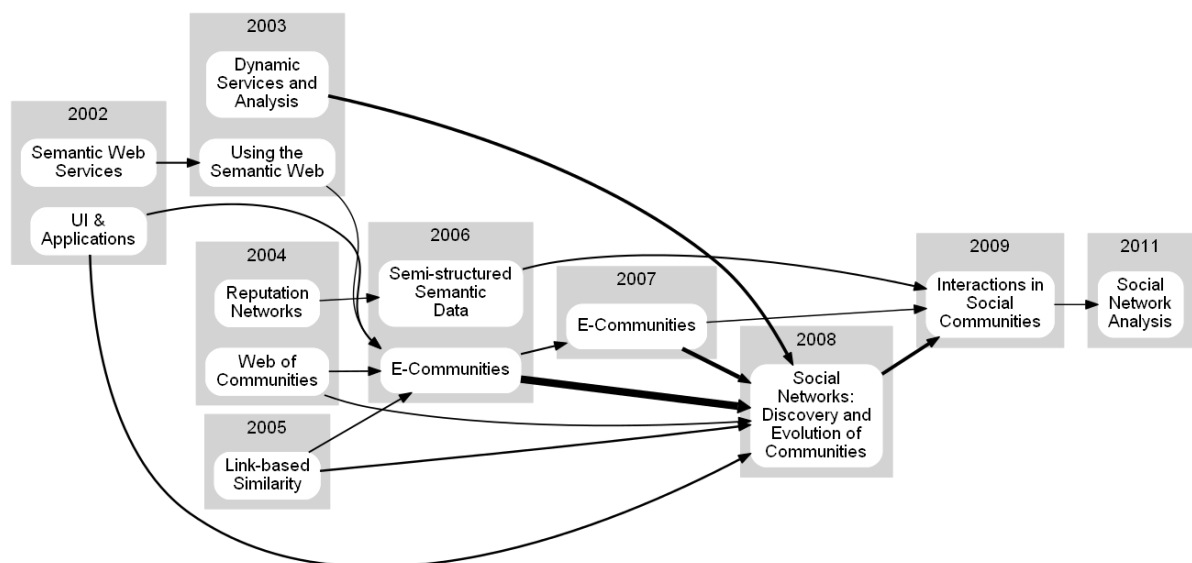 2002
Semantic Web
Services
UI &
Applications
2003
Dynamic
Services and
Analysis
Using the
Semantic Web
2004
Reputation
Networks
Web of
Communities
2005
Link-based
Similarity
2006
Semi-structured
Semantic
Data
E-Communities
2007
E-Communities
2008
Social
Networks:
Discovery and
Evolution of
Communities
2009
Interactions in
Social
Communities
2011
Social
Network
Analysis